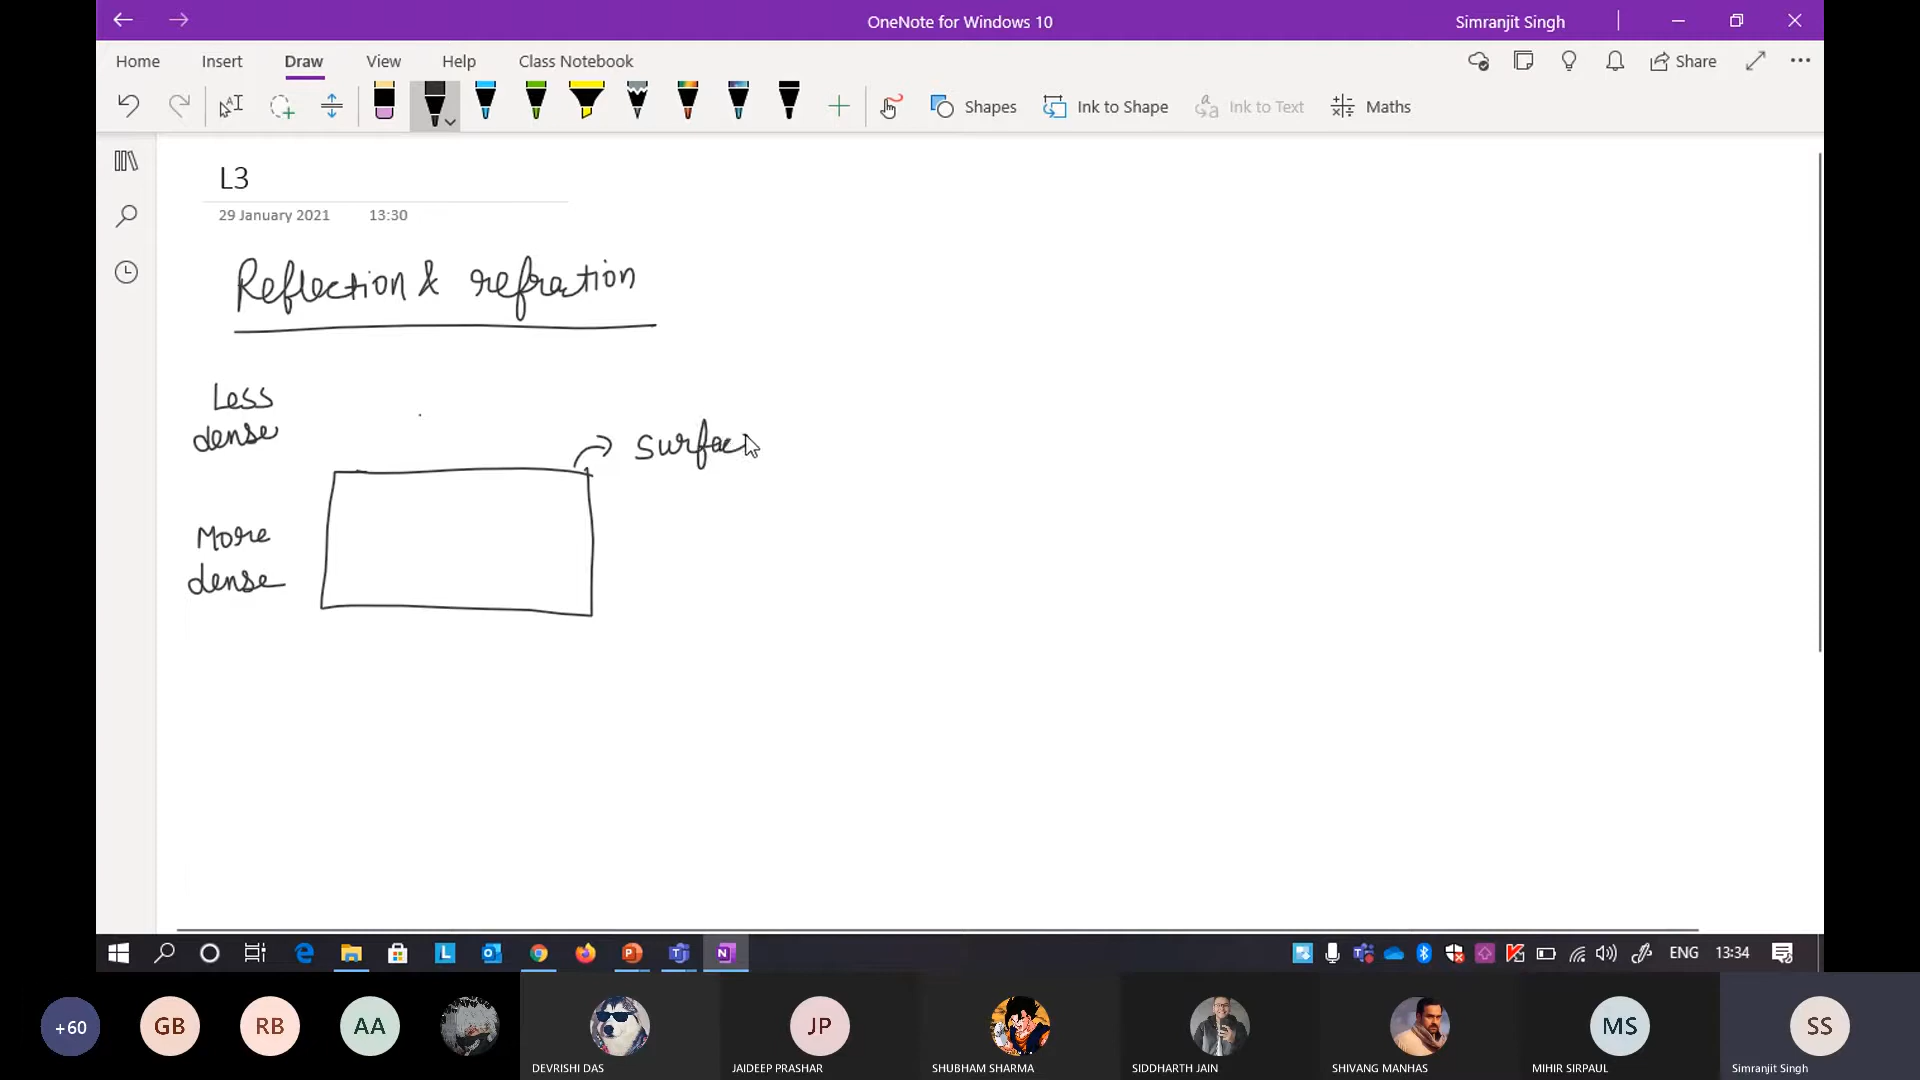 OneNote for Windows 10
Simranjit Singh
Home Insert Draw View Help Class Notebook
Share
Shapes Ink to Shape Ink to Text Maths
L3
29 January 2021 13:30
Reflection & refraction
Less
dense
surface
More
dense
ENG 13:34
+60 GB RB AA JP MS SS
DEVRISHI DAS JAIDEEP PRASHAR SHUBHAM SHARMA SIDDHARTH JAIN SHIVANG MANHAS MIHIR SIRPAUL Simranjit Singh